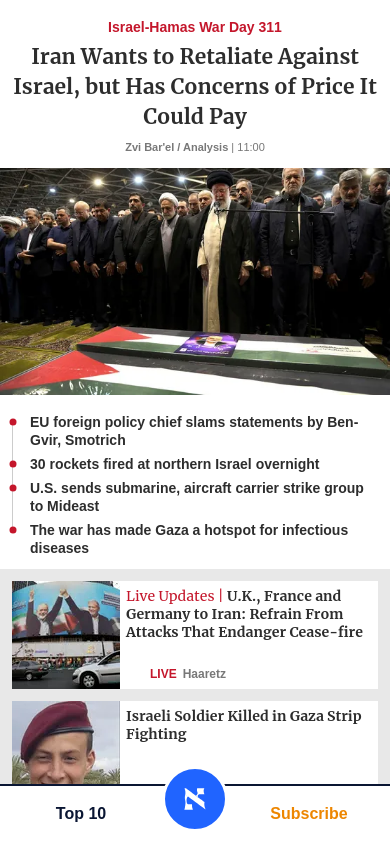 Israel-Hamas War Day 311
Iran Wants to Retaliate Against
Israel, but Has Concerns of Price It
Could Pay
Zvi Bar'el / Analysis | 11:00
EU foreign policy chief slams statements by Ben-
Gvir, Smotrich
30 rockets fired at northern Israel overnight
U.S. sends submarine, aircraft carrier strike group
to Mideast
The war has made Gaza a hotspot for infectious
diseases
Live Updates | U.K., France and
Germany to Iran: Refrain From
Attacks That Endanger Cease-fire
LIVE Haaretz
Israeli Soldier Killed in Gaza Strip
Fighting
Top 10
Subscribe